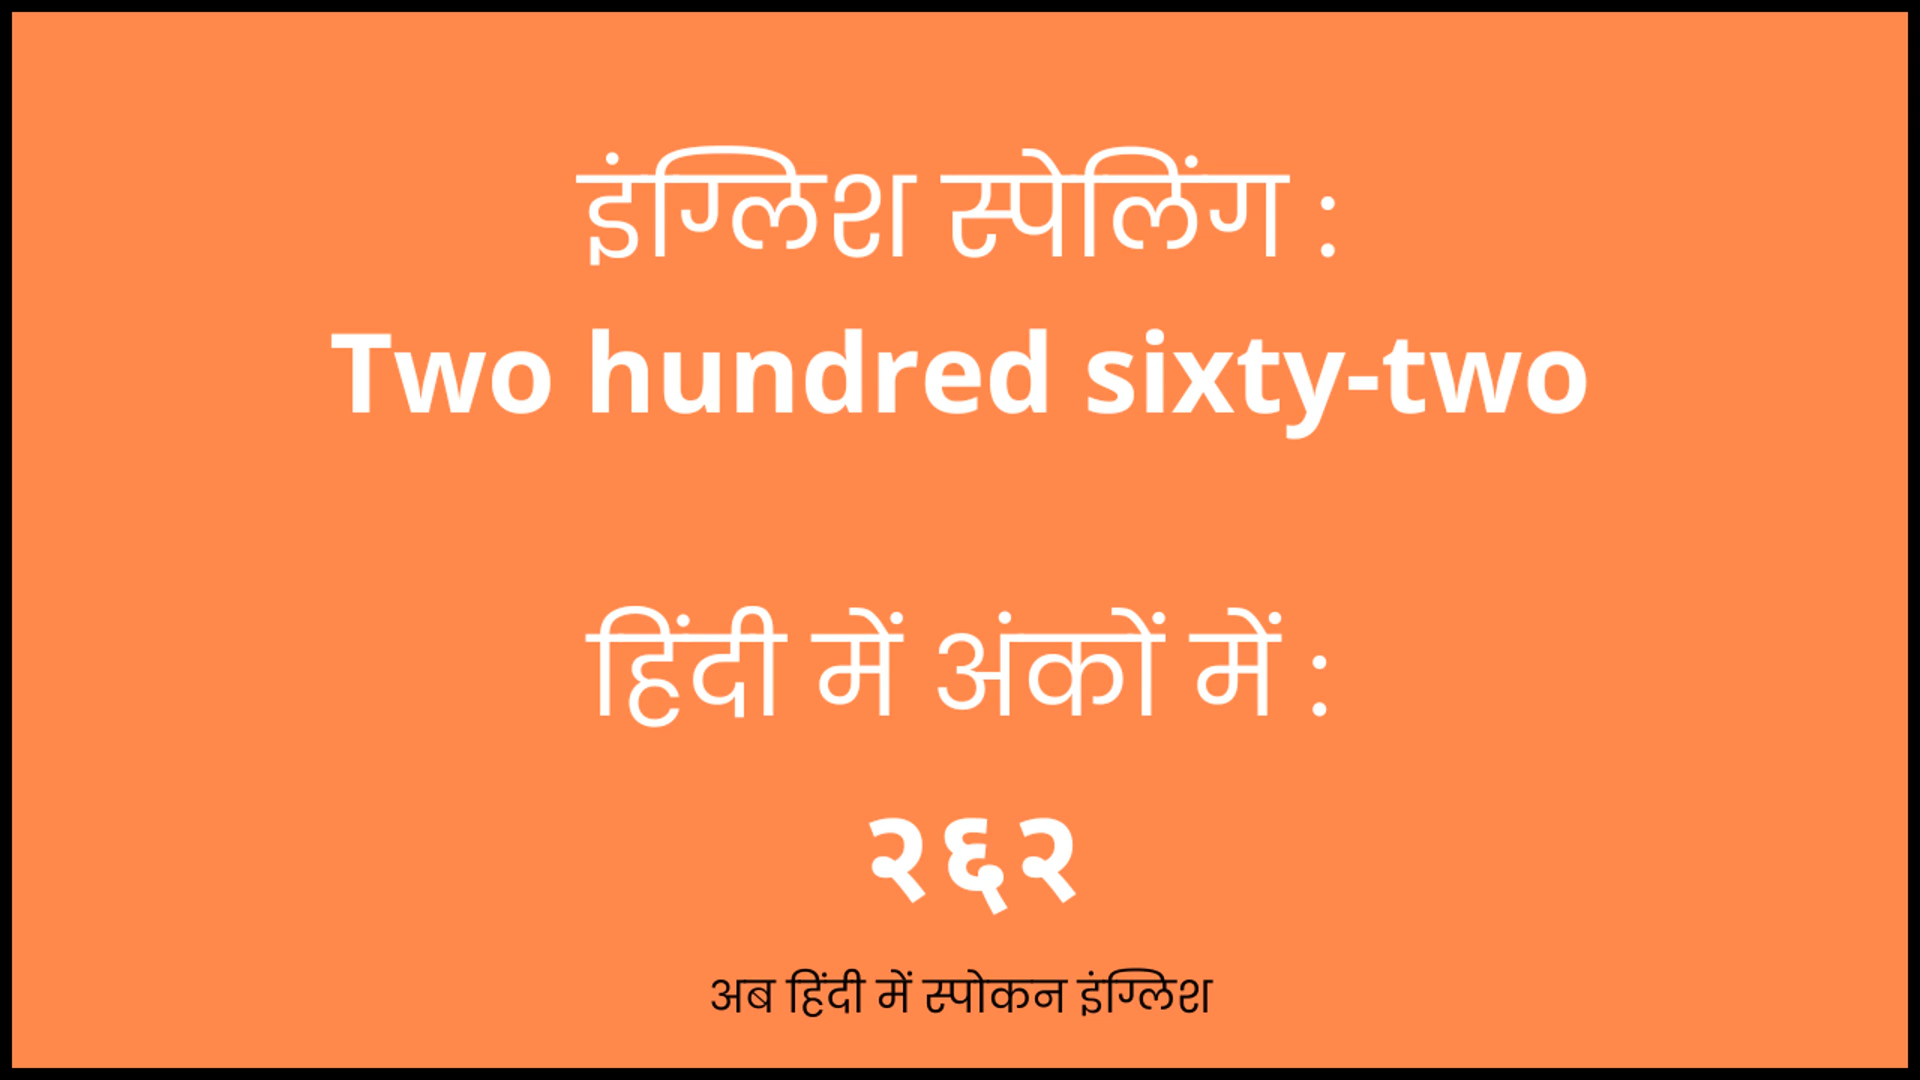 इंग्लिश स्पेलिंग :
Two hundred sixty-two
हिंदी में अंकों में :
२६२
अब हिंदी में स्पोकन इंग्लिश